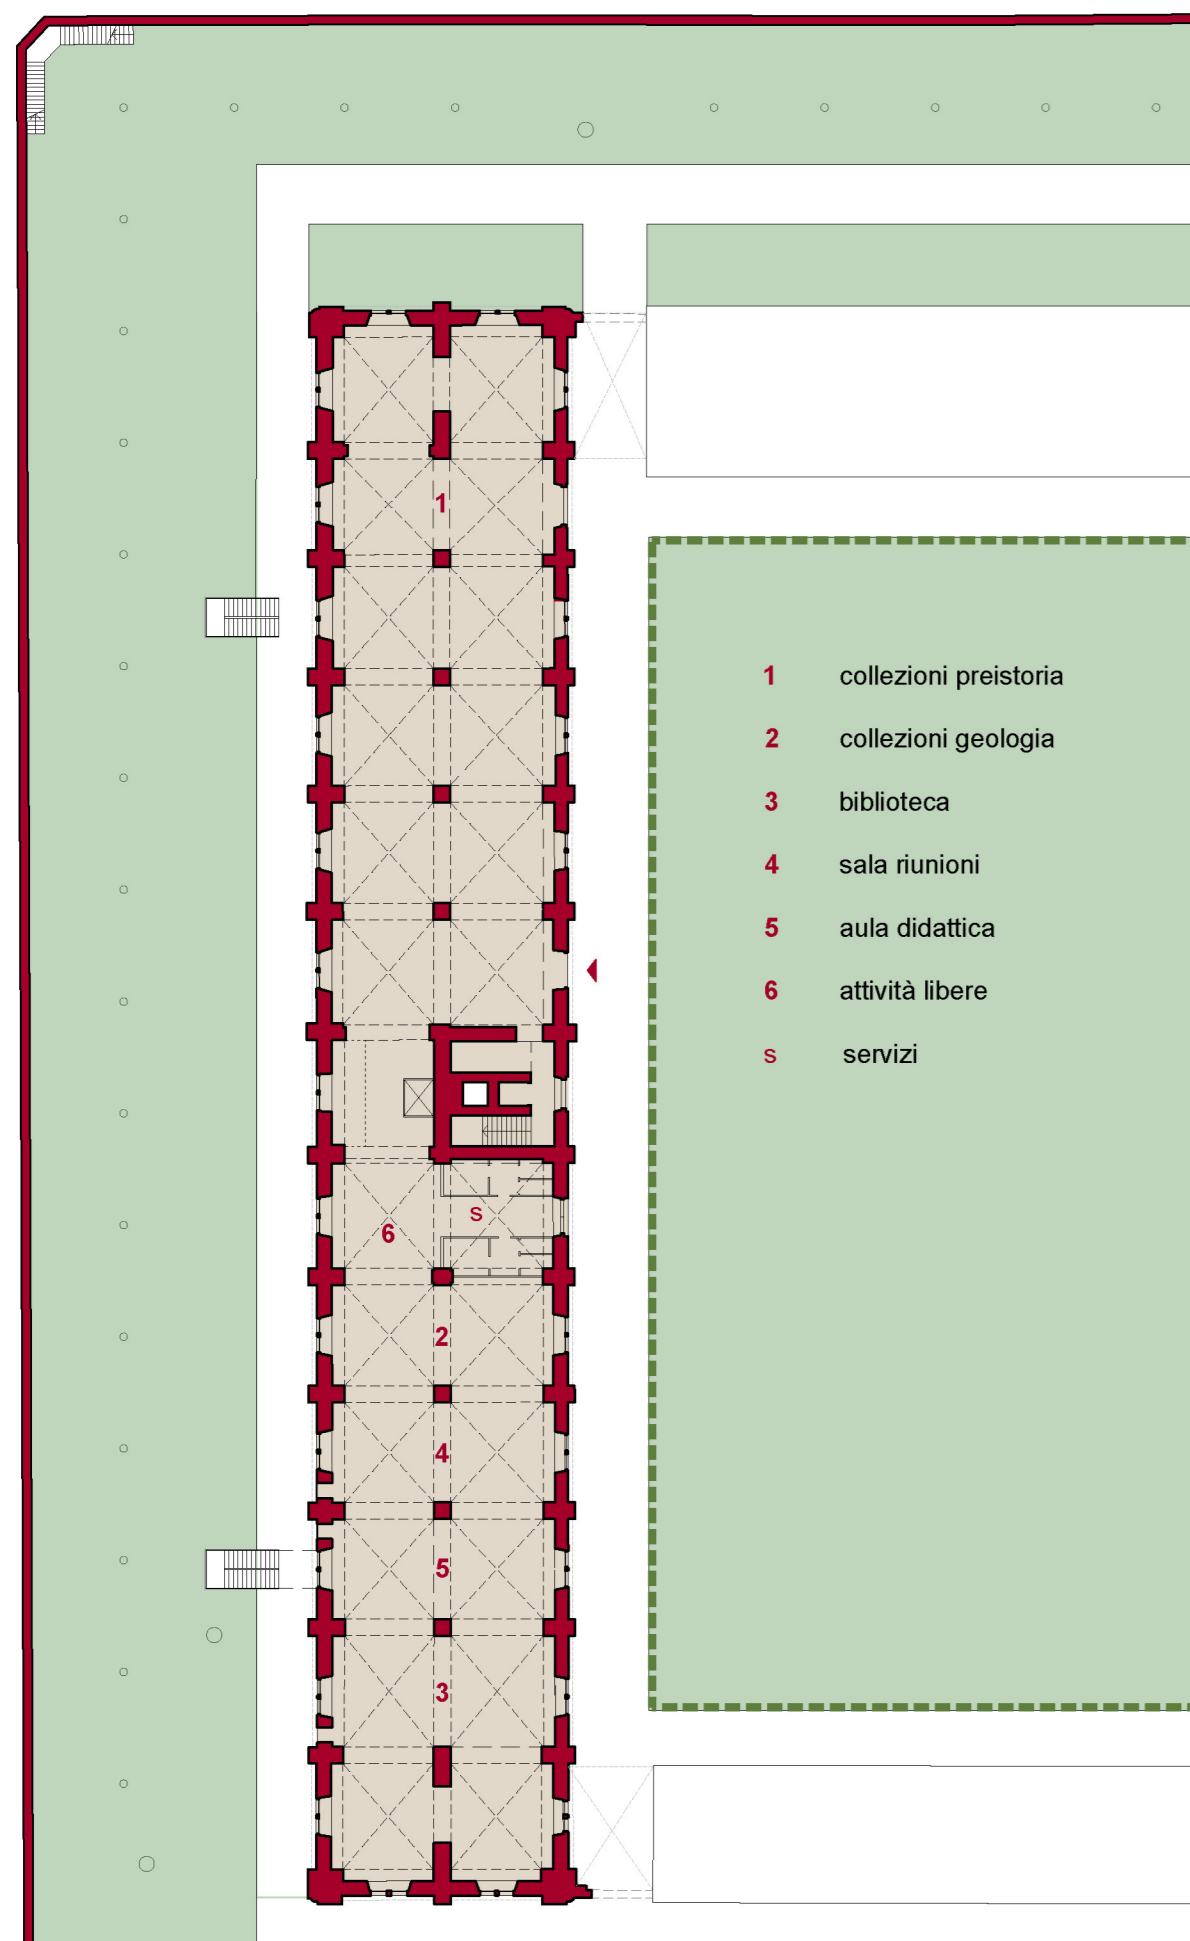 1
1 collezioni preistoria
2 collezioni geologia
3 biblioteca
4 sala riunioni
5 aula didattica
6 attività libere
s servizi
s
6
2
4
5
3